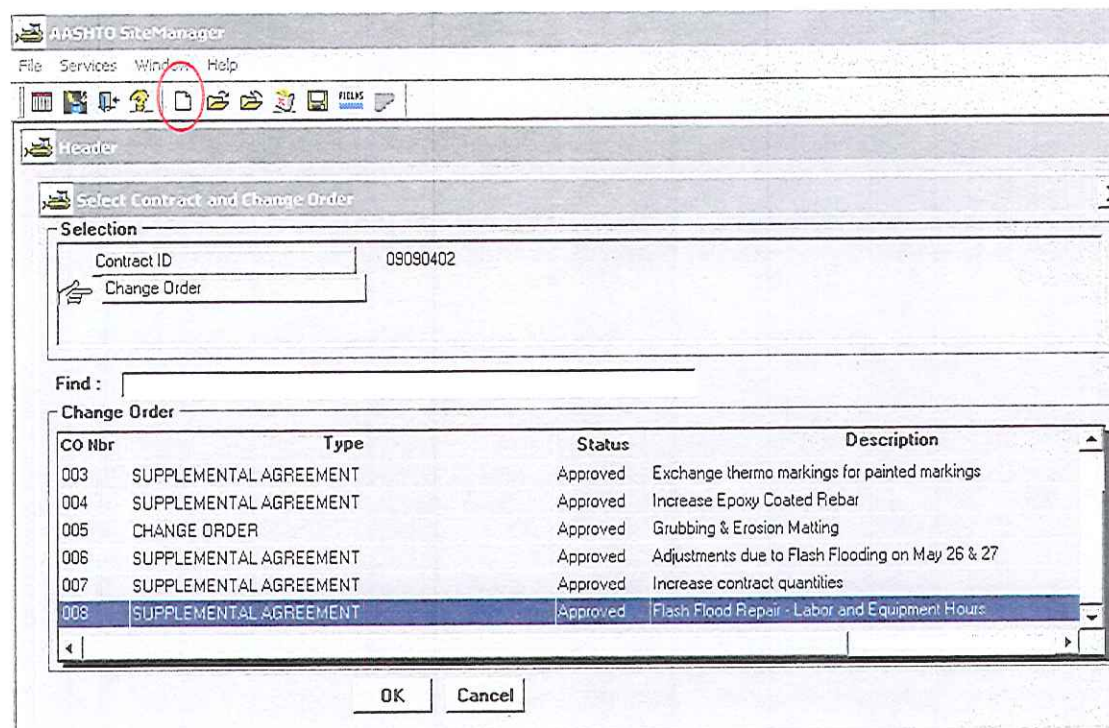 AASHTO SiteManager
File Services Window Help
FIELDS
Header
Select Contract and Change Order
Selection
Contract ID 09090402
Change Order
Find :
Change Order
CO Nbr Type Status Description
003 SUPPLEMENTAL AGREEMENT Approved Exchange thermo markings for painted markings
004 SUPPLEMENTAL AGREEMENT Approved Increase Epoxy Coated Rebar
005 CHANGE ORDER Approved Grubbing & Erosion Matting
006 SUPPLEMENTAL AGREEMENT Approved Adjustments due to Flash Flooding on May 26 & 27
007 SUPPLEMENTAL AGREEMENT Approved Increase contract quantities
008 SUPPLEMENTAL AGREEMENT Approved Flash Flood Repair - Labor and Equipment Hours
OK Cancel